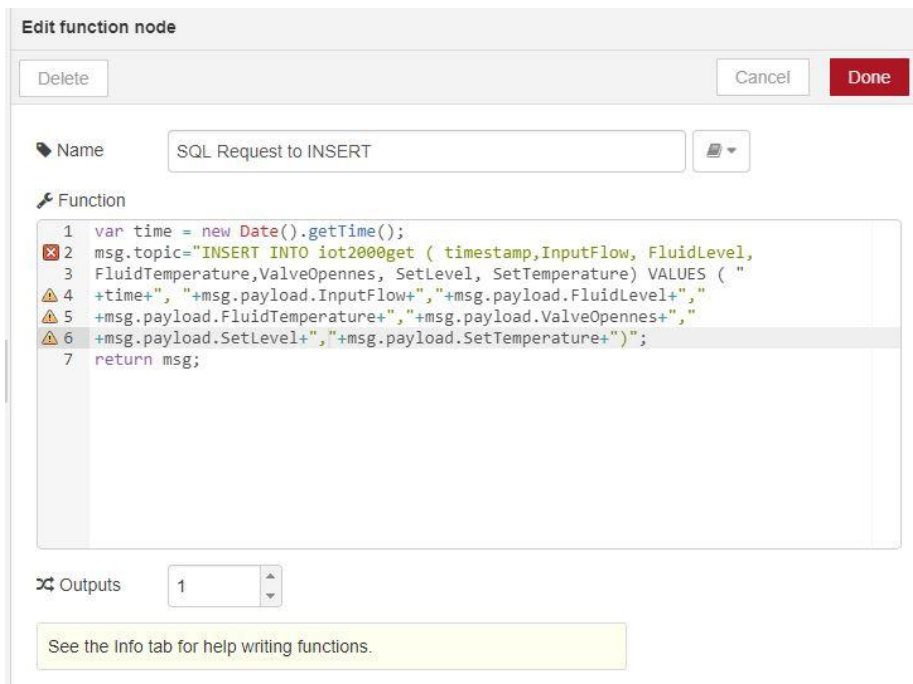 Edit function node
Delete Cancel Done
Name SQL Request to INSERT
Function
1 var time = new Date().getTime();
2 msg.topic="INSERT INTO iot2000get ( timestamp,InputFlow, FluidLevel,
3 FluidTemperature,ValveOpennes, SetLevel, SetTemperature) VALUES ( "
4 +time+", "+msg.payload.InputFlow+","+msg.payload.FluidLevel+","
5 +msg.payload.FluidTemperature+","+msg.payload.ValveOpennes+","
6 +msg.payload.SetLevel+","+msg.payload.SetTemperature+")";
7 return msg;
Outputs 1
See the Info tab for help writing functions.